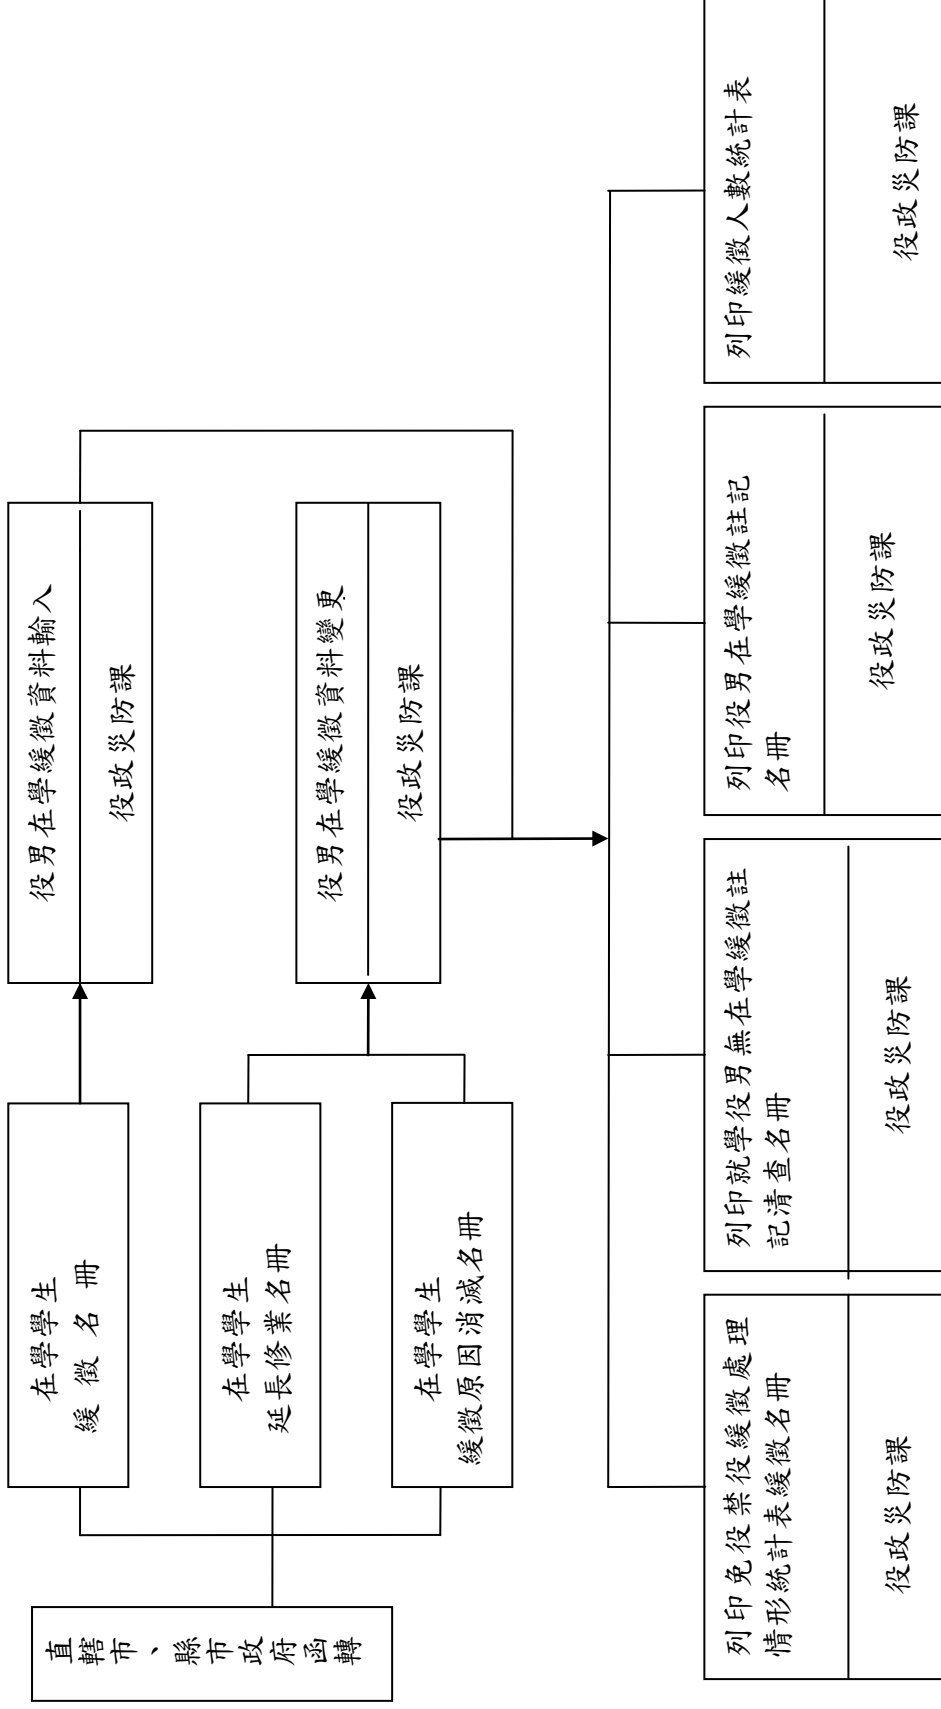 直轄市、縣市政府函轉
在學學生
緩徵名冊
在學學生
延長修業名冊
在學學生
緩徵原因消滅名冊
役男在學緩徵資料輸入
役政災防課
役男在學緩徵資料變更
役政災防課
列印免役禁役緩徵處理
情形統計表緩徵名冊
役政災防課
列印就學役男無在學緩徵註
記清查名冊
役政災防課
列印役男在學緩徵註記
名冊
役政災防課
列印緩徵人數統計表
役政災防課